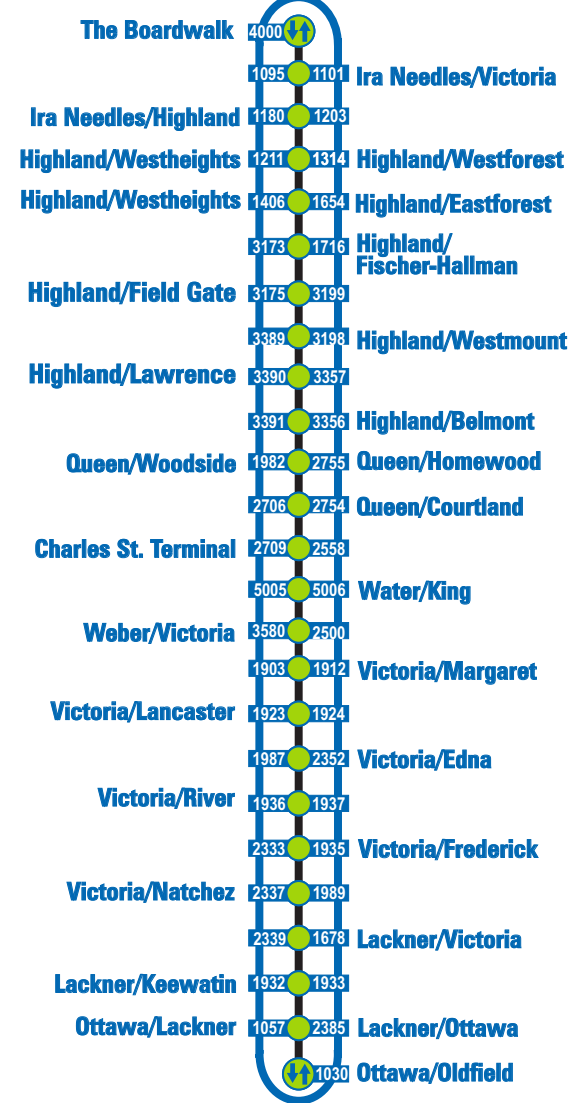 The Boardwalk 4000
1095 1101 Ira Needles/Victoria
Ira Needles/Highland 1180 1203
Highland/Westheights 1211 1314 Highland/Westforest
Highland/Westheights 1406 1654 Highland/Eastforest
3173 1716 Highland/
Fischer-Hallman
Highland/Field Gate 3175 3199
3389 3198 Highland/Westmount
Highland/Lawrence 3390 3357
3391 3356 Highland/Belmont
Queen/Woodside 1982 2755 Queen/Homewood
2706 2754 Queen/Courtland
Charles St. Terminal 2709 2558
5005 5006 Water/King
Weber/Victoria 3580 2500
1903 1912 Victoria/Margaret
Victoria/Lancaster 1923 1924
1987 2352 Victoria/Edna
Victoria/River 1936 1937
2333 1935 Victoria/Frederick
Victoria/Natchez 2337 1989
2339 1678 Lackner/Victoria
Lackner/Keewatin 1932 1933
Ottawa/Lackner 1057 2385 Lackner/Ottawa
1030 Ottawa/Oldfield